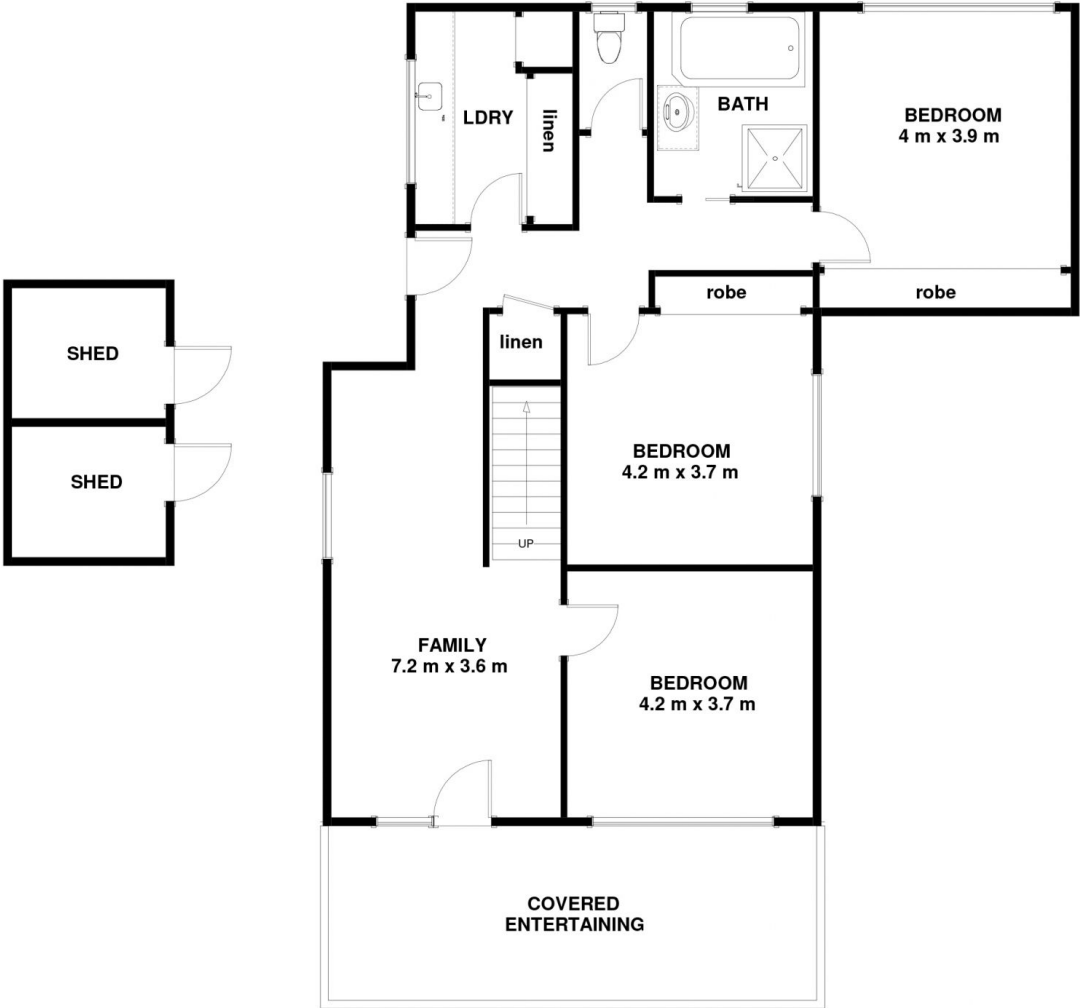 BATH
BEDROOM
4 m x 3.9 m
LDRY
linen
robe
robe
linen
SHED
SHED
BEDROOM
4.2 m x 3.7 m
UP
FAMILY
7.2 m x 3.6 m
BEDROOM
4.2 m x 3.7 m
COVERED
ENTERTAINING